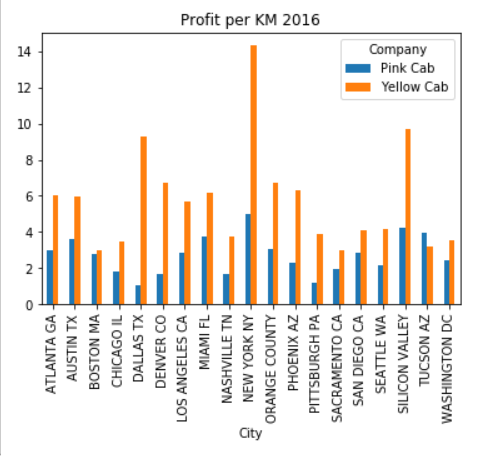 Profit per KM 2016
Company
Pink Cab
Yellow Cab
14
12
10
8
6
4
2
0
ATLANTA GA
AUSTIN TX
BOSTON MA
CHICAGO IL
DALLAS TX
DENVER CO
LOS ANGELES CA
MIAMI FL
NASHVILLE TN
NEW YORK NY
ORANGE COUNTY
PHOENIX AZ
PITTSBURGH PA
SACRAMENTO CA
SAN DIEGO CA
SEATTLE WA
SILICON VALLEY
TUCSON AZ
WASHINGTON DC
City